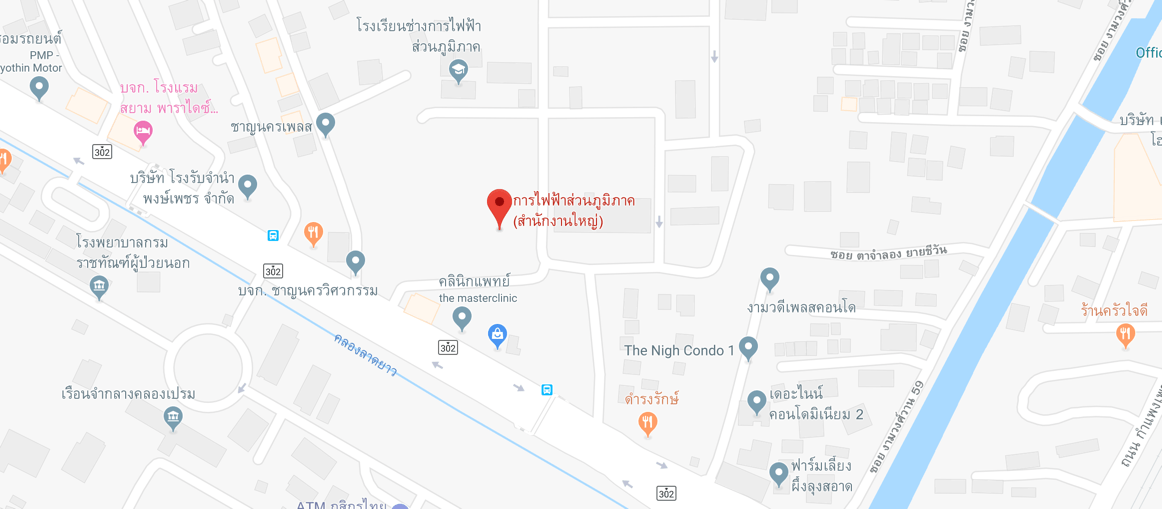 โรงเรียนช่างการไฟฟ้า
ส่วนภูมิภาค
ซอย งามวงศ์ว
ซอย งามวงศ์วาน
รอมรถยนต์
PMP -
yothin Motor
Offic
บจก. โรงแรม
สยาม พาราไดซ์...
ชาญนครเพลส
302
บริษัท โรงรับจำนำ
พงษ์เพชร จำกัด
การไฟฟ้าส่วนภูมิภาค
(สำนักงานใหญ่)
โรงพยาบาลกรม
ราชทัณฑ์ผู้ป่วยนอก
ซอย ตาจำลอง ยายชีวัน
302
บจก. ชาญนครวิศวกรรม
คลินิกแพทย์
the masterclinic
งามวดีเพลสคอนโด
ร้านครัวใจดี
คลองลาดยาว
302
The Nigh Condo 1
เรือนจำกลางคลองเปรม
ดำรงรักษ์
เดอะไนน์
คอนโดมิเนียม 2
ซอย งามวงศ์วาน 59
ถนน กำแพงเพ
ฟาร์มเลี้ยง
ผึ้งลุงสอาด
302
ATM กสิกรไทย